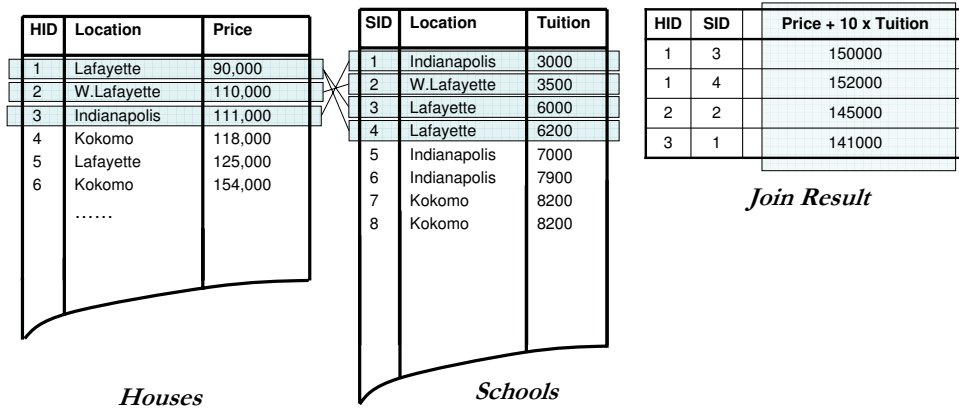 HID Location Price
1 Lafayette 90,000
2 W.Lafayette 110,000
3 Indianapolis 111,000
4 Kokomo 118,000
5 Lafayette 125,000
6 Kokomo 154,000
......
Houses
SID Location Tuition
1 Indianapolis 3000
2 W.Lafayette 3500
3 Lafayette 6000
4 Lafayette 6200
5 Indianapolis 7000
6 Indianapolis 7900
7 Kokomo 8200
8 Kokomo 8200
Schools
HID SID Price + 10 x Tuition
1 3 150000
1 4 152000
2 2 145000
3 1 141000
Join Result